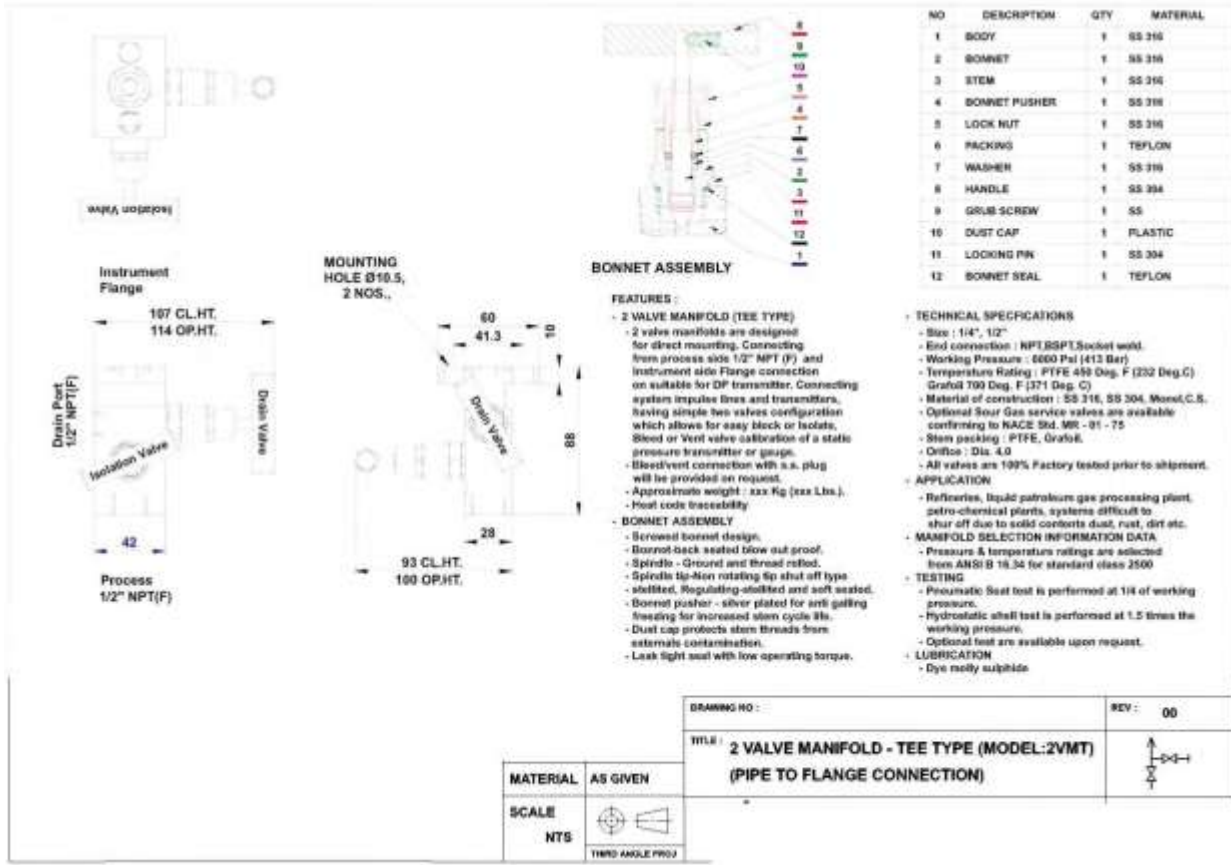 Isolation Valve
Instrument
Flange
107 CL.HT.
114 OP.HT.
Drain Port
1/2" NPT(F)
Isolation Valve
Drain Valve
42
Process
1/2" NPT(F)
MOUNTING
HOLE Ø10.5,
2 NOS.,
60
41.3
10
Drain Valve
88
28
93 CL.HT.
100 OP.HT.
8
9
10
5
4
7
6
2
3
11
12
1
BONNET ASSEMBLY
NO DESCRIPTION QTY MATERIAL
1 BODY 1 SS 316
2 BONNET 1 SS 316
3 STEM 1 SS 316
4 BONNET PUSHER 1 SS 316
5 LOCK NUT 1 SS 316
6 PACKING 1 TEFLON
7 WASHER 1 SS 316
8 HANDLE 1 SS 304
9 GRUB SCREW 1 SS
10 DUST CAP 1 PLASTIC
11 LOCKING PIN 1 SS 304
12 BONNET SEAL 1 TEFLON
FEATURES :
- 2 VALVE MANIFOLD (TEE TYPE)
- 2 valve manifolds are designed
for direct mounting. Connecting
from process side 1/2" NPT (F) and
Instrument side Flange connection
on suitable for DP transmitter. Connecting
system impulse lines and transmitters,
having simple two valves configuration
which allows for easy block or Isolate,
Bleed or Vent valve calibration of a static
pressure transmitter or gauge.
- Bleed/vent connection with s.s. plug
will be provided on request.
- Approximate weight : xxx Kg (xxx Lbs.).
- Heat code traceability
- BONNET ASSEMBLY
- Screwed bonnet design.
- Bonnet-back seated blow out proof.
- Spindle - Ground and thread rolled.
- Spindle tip-Non rotating tip shut off type
- stellited, Regulating-stellited and soft seated.
- Bonnet pusher - silver plated for anti galling
freezing for increased stem cycle life.
- Dust cap protects stem threads from
externals contamination.
- Leak tight seal with low operating torque.
- TECHNICAL SPECFICATIONS
- Size : 1/4", 1/2"
- End connection : NPT,BSPT,Socket weld.
- Working Pressure : 6000 Psi (413 Bar)
- Temperature Rating : PTFE 450 Deg. F (232 Deg.C)
Grafoil 700 Deg. F (371 Deg. C)
- Material of construction : SS 316, SS 304, Monel,C.S.
- Optional Sour Gas service valves are available
confirming to NACE Std. MR - 01 - 75
- Stem packing : PTFE, Grafoil.
- Orifice : Dia. 4.0
- All valves are 100% Factory tested prior to shipment.
- APPLICATION
- Refineries, liquid patroleum gas processing plant,
petro-chemical plants, systems difficult to
shur off due to solid contents dust, rust, dirt etc.
- MANIFOLD SELECTION INFORMATION DATA
- Pressure & temperature ratings are selected
from ANSI B 16.34 for standard class 2500
- TESTING
- Pneumatic Seat test is performed at 1/4 of working
pressure.
- Hydrostatic shell test is performed at 1.5 times the
working pressure.
- Optional test are available upon request.
- LUBRICATION
- Dye molly sulphide
DRAWING NO :
REV : 00
TITLE : 2 VALVE MANIFOLD - TEE TYPE (MODEL:2VMT)
(PIPE TO FLANGE CONNECTION)
MATERIAL AS GIVEN
SCALE
NTS
THIRD ANGLE PROJ